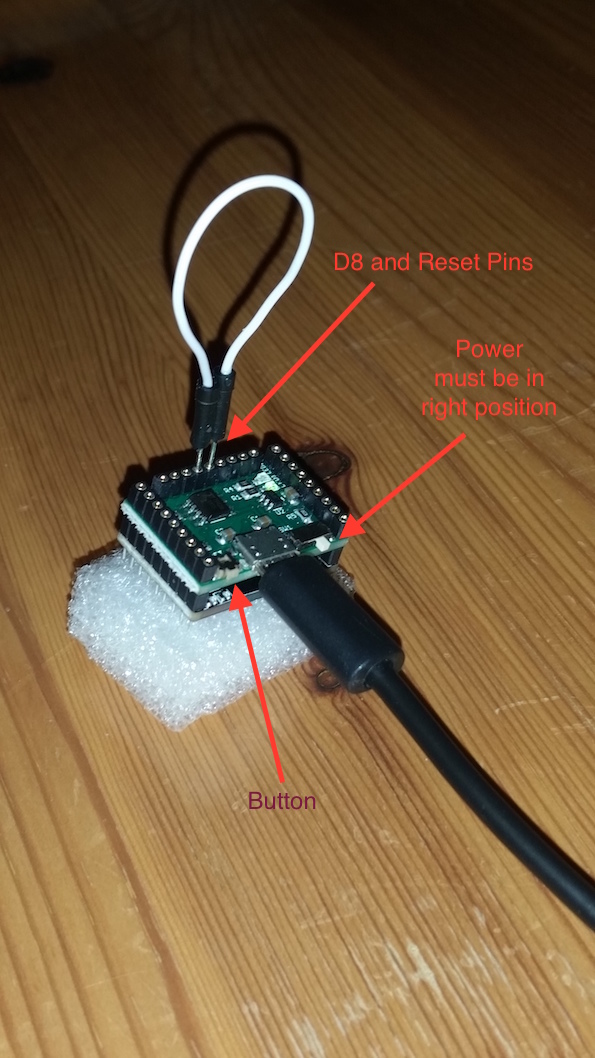 D8 and Reset Pins
Power
must be in
right position
Button